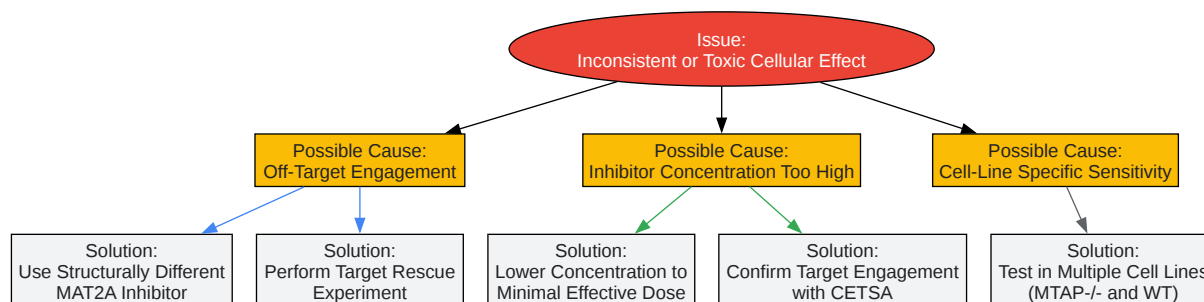 Issue:
Inconsistent or Toxic Cellular Effect
Possible Cause:
Off-Target Engagement
Possible Cause:
Inhibitor Concentration Too High
Possible Cause:
Cell-Line Specific Sensitivity
Solution:
Use Structurally Different
MAT2A Inhibitor
Solution:
Perform Target Rescue
Experiment
Solution:
Lower Concentration to
Minimal Effective Dose
Solution:
Confirm Target Engagement
with CETSA
Solution:
Test in Multiple Cell Lines
(MTAP-/- and WT)